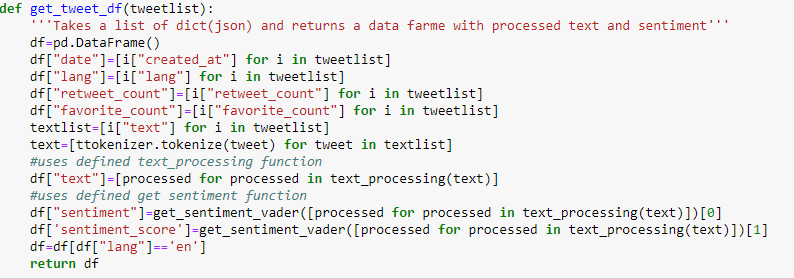 def get_tweet_df(tweetlist):
    '''Takes a list of dict(json) and returns a data farme with processed text and sentiment'''
    df=pd.DataFrame()
    df["date"]=[i["created_at"] for i in tweetlist]
    df["lang"]=[i["lang"] for i in tweetlist]
    df["retweet_count"]=[i["retweet_count"] for i in tweetlist]
    df["favorite_count"]=[i["favorite_count"] for i in tweetlist]
    textlist=[i["text"] for i in tweetlist]
    text=[ttokenizer.tokenize(tweet) for tweet in textlist]
    #uses defined text_processing function
    df["text"]=[processed for processed in text_processing(text)]
    #uses defined get sentiment function
    df["sentiment"]=get_sentiment_vader([processed for processed in text_processing(text)])[0]
    df['sentiment_score']=get_sentiment_vader([processed for processed in text_processing(text)])[1]
    df=df[df["lang"]=='en']
    return df